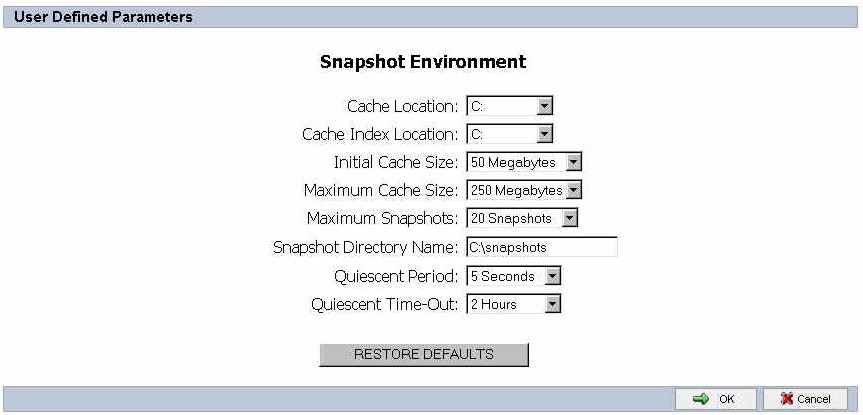 User Defined Parameters
Snapshot Environment
Cache Location: C:
Cache Index Location: C:
Initial Cache Size: 50 Megabytes
Maximum Cache Size: 250 Megabytes
Maximum Snapshots: 20 Snapshots
Snapshot Directory Name: C:\snapshots
Quiescent Period: 5 Seconds
Quiescent Time-Out: 2 Hours
RESTORE DEFAULTS
OK Cancel